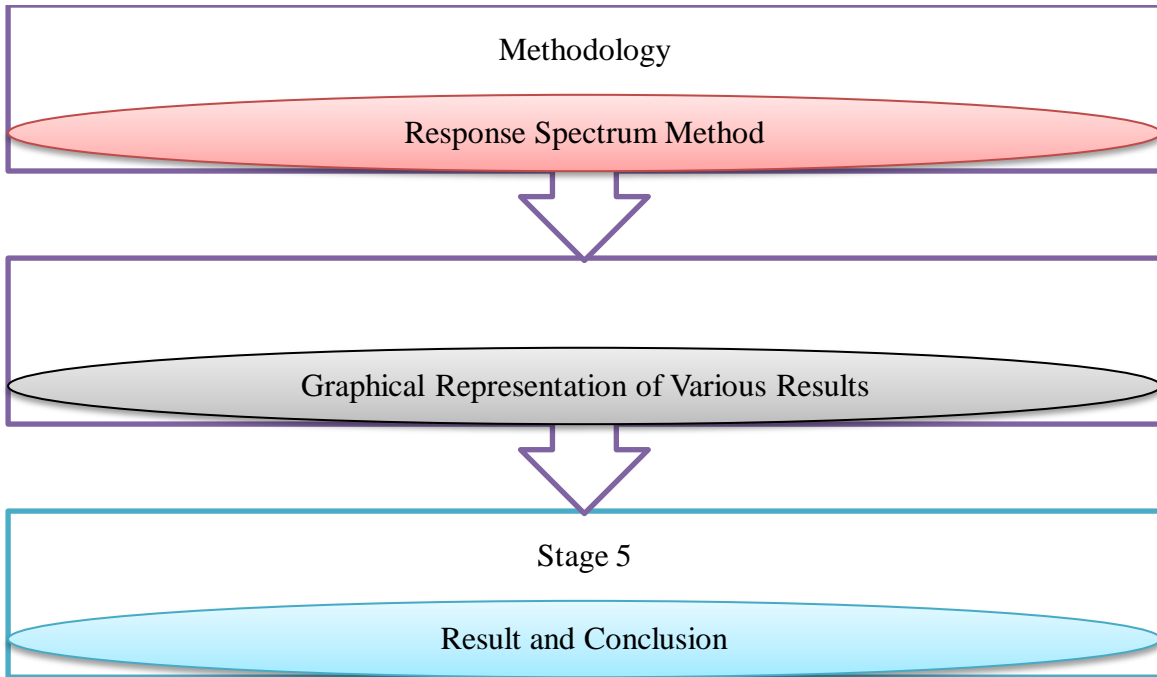 Methodology
Response Spectrum Method
Graphical Representation of Various Results
Stage 5
Result and Conclusion